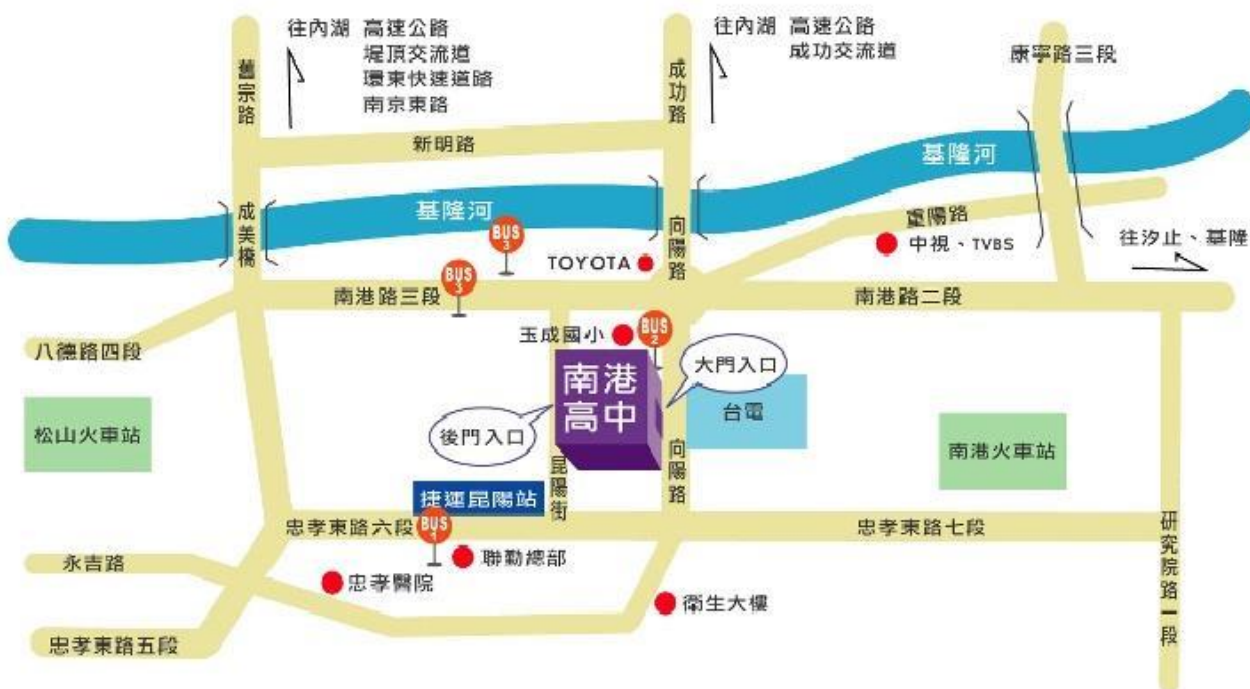 往內湖 高速公路
堤頂交流道
環東快速道路
南京東路
往內湖 高速公路
成功交流道
康寧路三段
舊宗路
成功路
新明路
基隆河
基隆河
成美橋
向陽路
重陽路
BUS
3
TOYOTA
中視、TVBS
往汐止、基隆
BUS
3
南港路三段
南港路二段
玉成國小
BUS
2
八德路四段
大門入口
南港
高中
台電
松山火車站
後門入口
南港火車站
昆陽街
向陽路
捷運昆陽站
忠孝東路六段
BUS
1
忠孝東路七段
研究院路一段
永吉路
聯勤總部
忠孝醫院
衛生大樓
忠孝東路五段